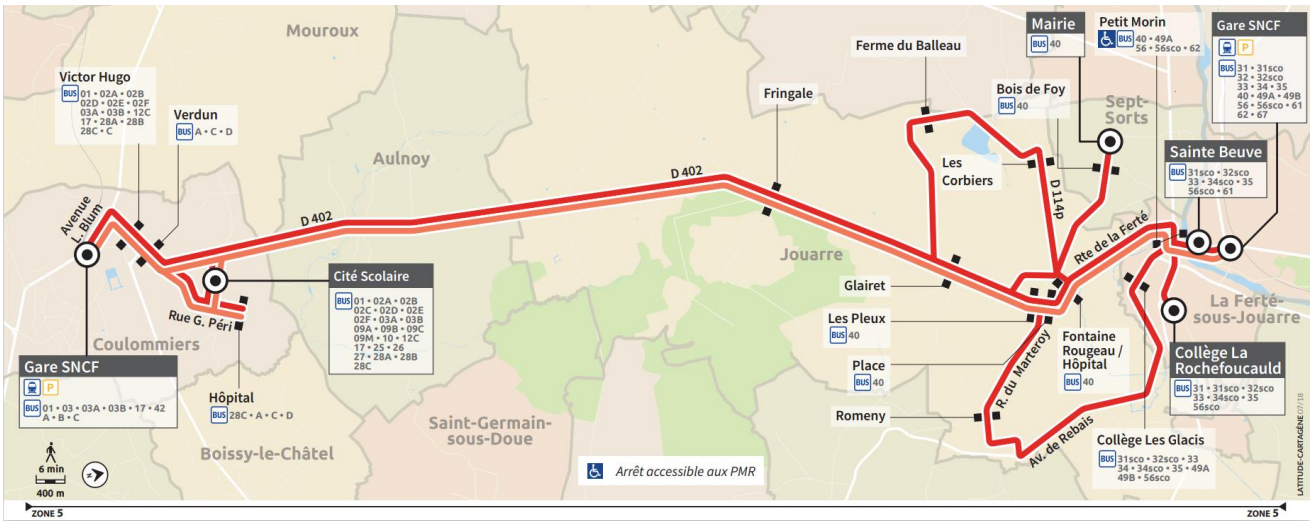 Mouroux
Victor Hugo
BUS 01 • 02A • 02B
02D • 02E • 02F
03A • 03B • 12C
17 • 28A • 28B
28C • C
Verdun
BUS A • C • D
Aulnoy
Avenue
L. Blum
D 402
D 402
Fringale
Ferme du Balleau
Mairie
BUS 40
Petit Morin
BUS 40 • 49A
56 • 56sco • 62
Gare SNCF
P
BUS 31 • 31sco
32 • 32sco
33 • 34 • 35
40 • 49A • 49B
56 • 56sco • 61
62 • 67
Bois de Foy
BUS 40
Sept-
Sorts
Les
Corbiers
D 114p
Sainte Beuve
BUS 31sco • 32sco
33 • 34sco • 35
56sco • 61
Rte de la Ferté
Jouarre
Cité Scolaire
BUS 01 • 02A • 02B
02C • 02D • 02E
02F • 03A • 03B
09A • 09B • 09C
09M • 10 • 12C
17 • 25 • 26
27 • 28A • 28B
28C
Rue G. Péri
Coulommiers
Gare SNCF
P
BUS 01 • 03 • 03A • 03B • 17 • 42
A • B • C
Hôpital
BUS 28C • A • C • D
Boissy-le-Châtel
Saint-Germain-
sous-Doue
Glairet
Les Pleux
BUS 40
Place
BUS 40
Romeny
R. du Marteroy
Av. de Rebais
Fontaine
Rougeau /
Hôpital
BUS 40
La Ferté-
sous-Jouarre
Collège La
Rochefoucauld
BUS 31 • 31sco • 32sco
33 • 34sco • 35
56sco
Collège Les Glacis
BUS 31sco • 32sco • 33
34 • 34sco • 35 • 49A
49B • 56sco
6 min
400 m
N
Arrêt accessible aux PMR
LATITUDE-CARTAGÈNE 07/16
ZONE 5
ZONE 5